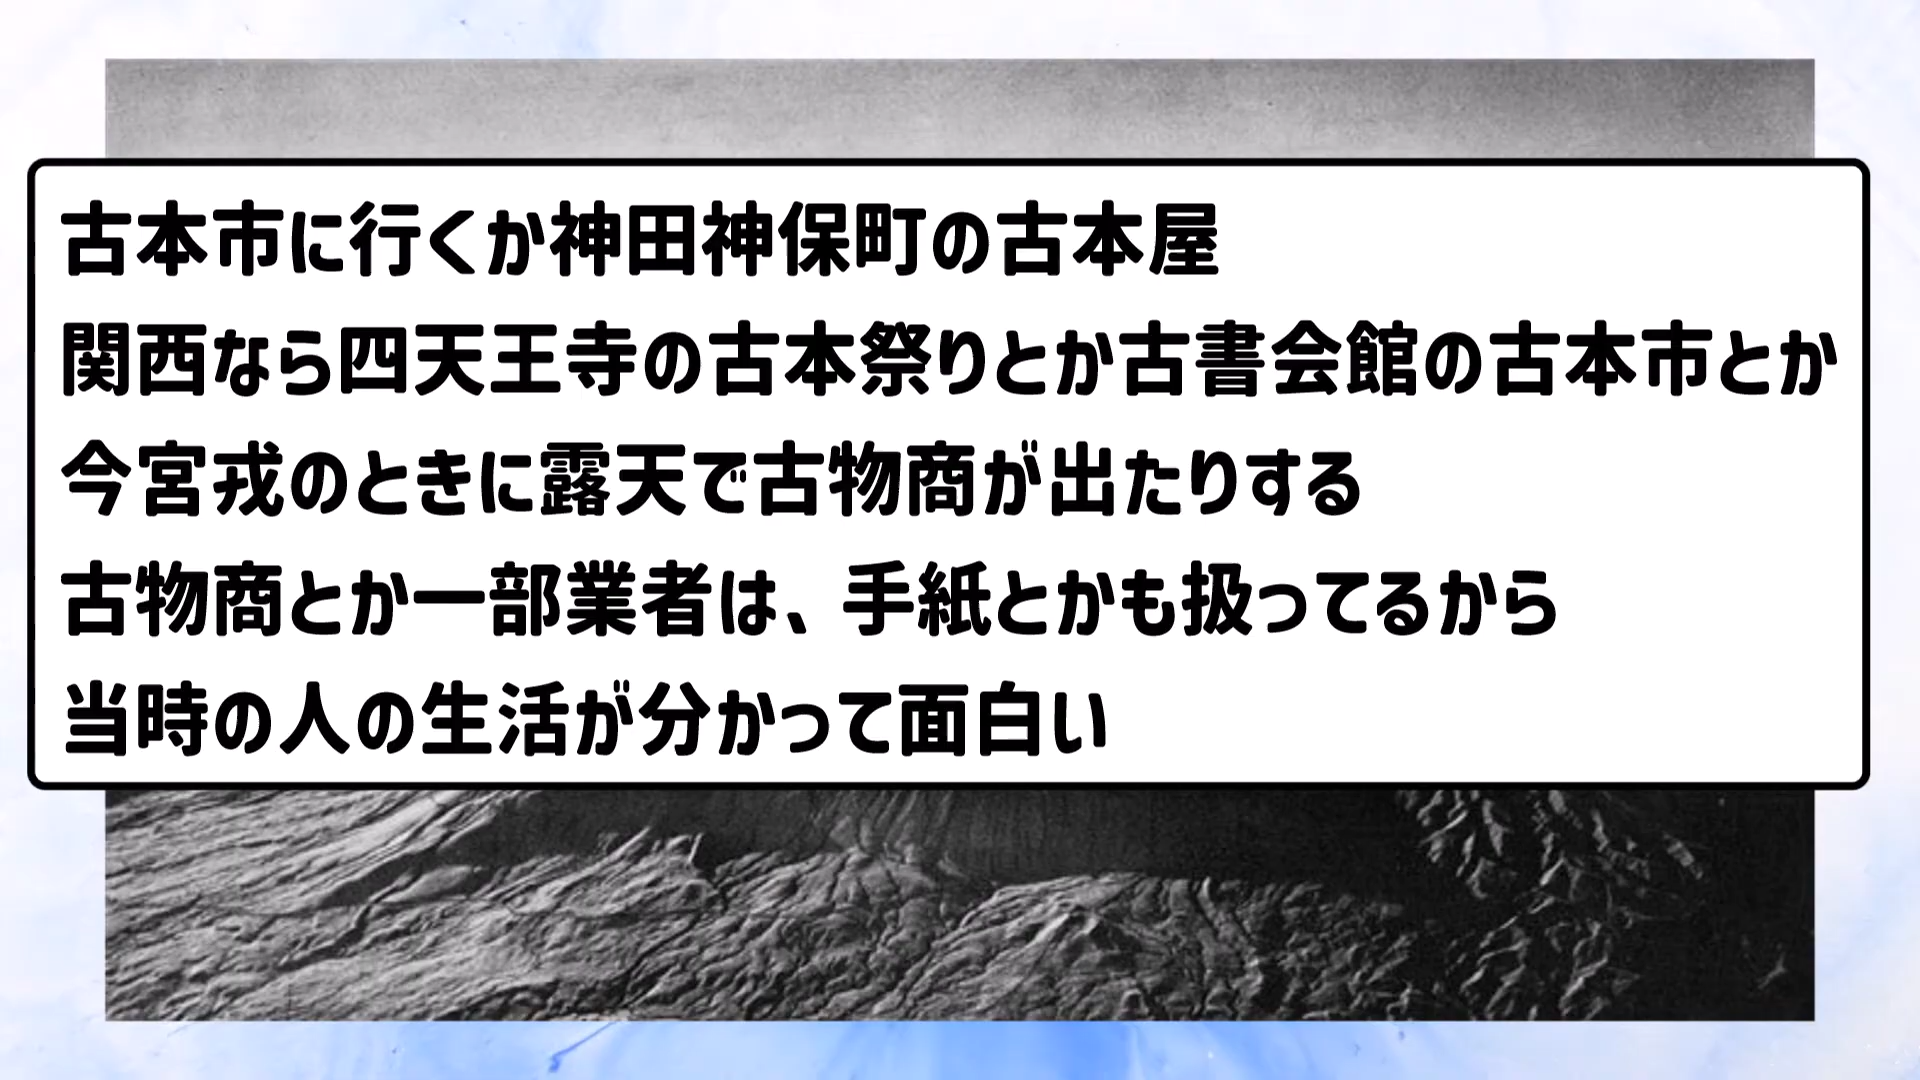 古本市に行くか神田神保町の古本屋
関西なら四天王寺の古本祭りとか古書会館の古本市とか
今宮戎のときに露天で古物商が出たりする
古物商とか一部業者は、手紙とかも扱ってるから
当時の人の生活が分かって面白い